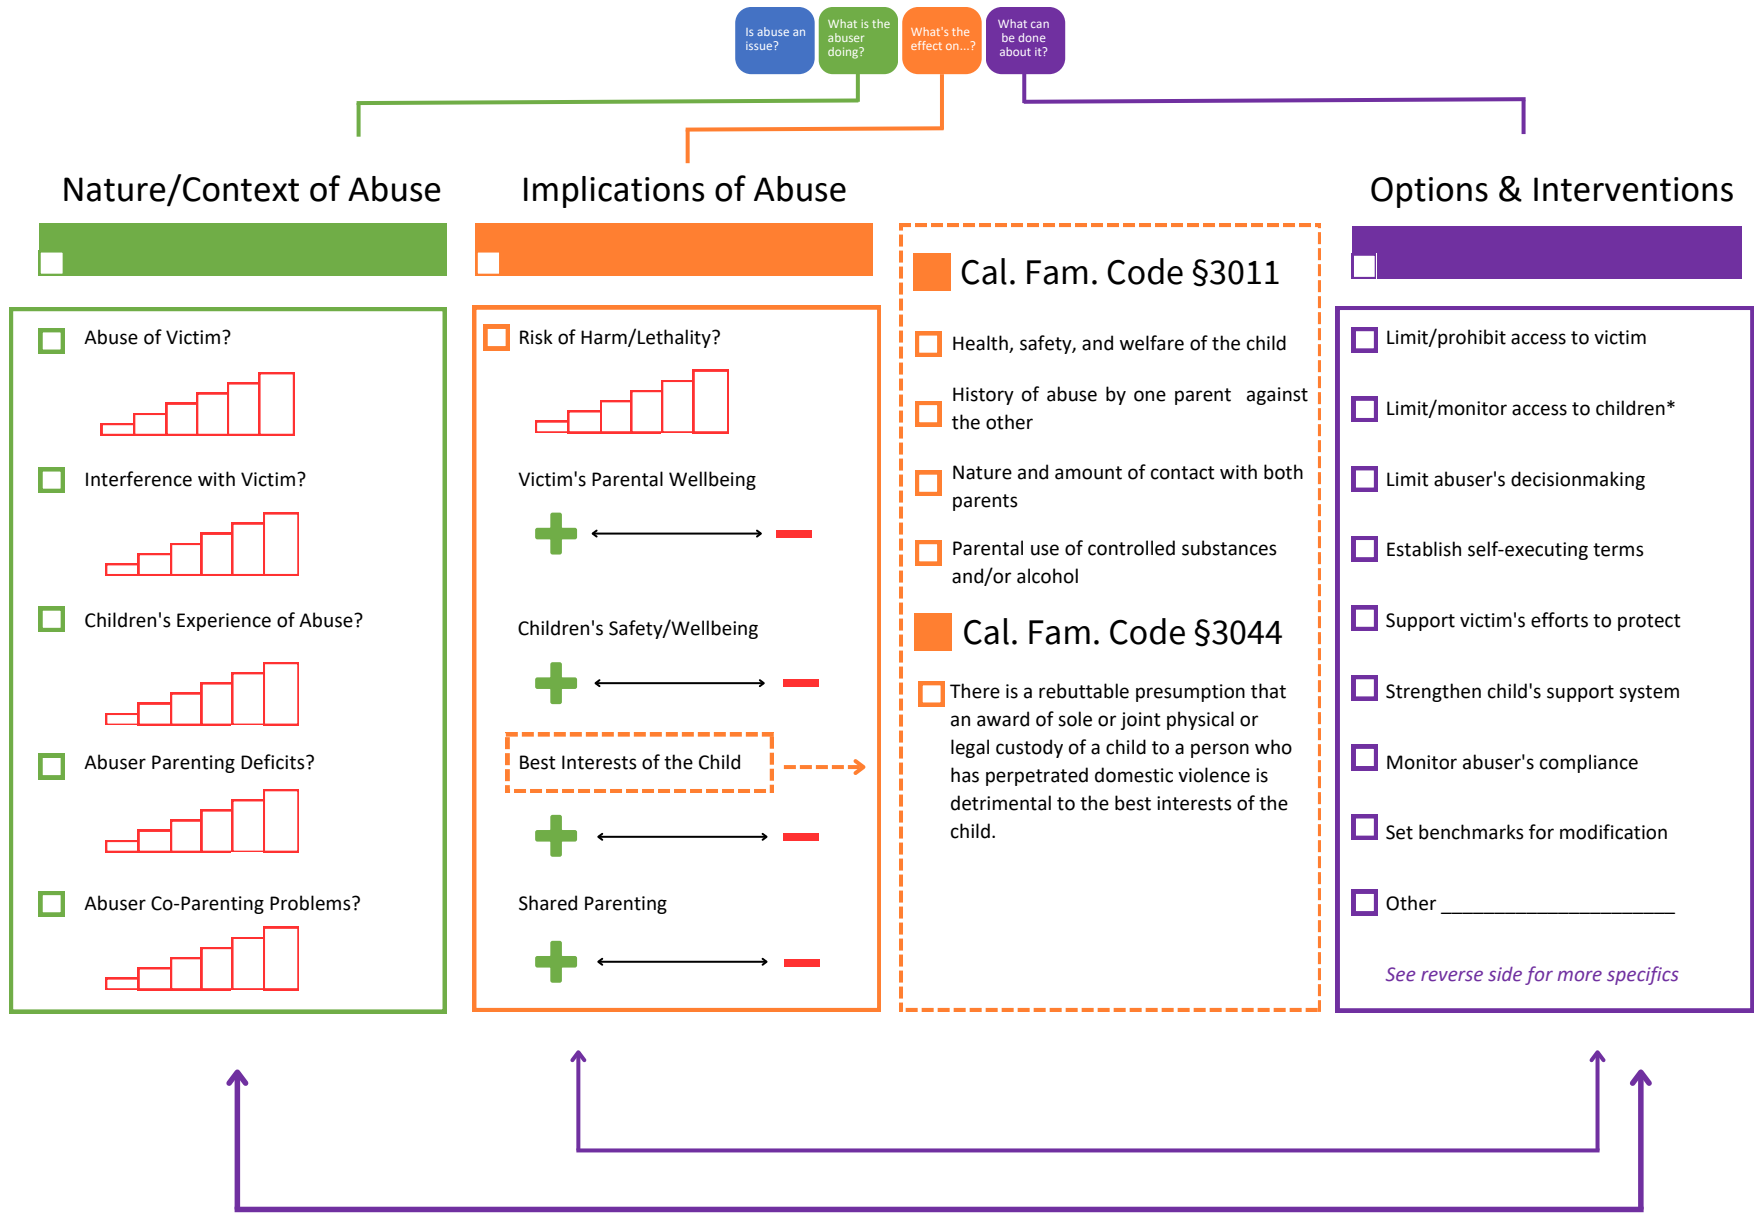 Is abuse an
issue?
What is the
abuser
doing?
What's the
effect on...?
What can
be done
about it?
Nature/Context of Abuse
Abuse of Victim?
Interference with Victim?
Children's Experience of Abuse?
Abuser Parenting Deficits?
Abuser Co-Parenting Problems?
Implications of Abuse
Risk of Harm/Lethality?
Victim's Parental Wellbeing
Children's Safety/Wellbeing
Best Interests of the Child
Shared Parenting
Cal. Fam. Code §3011
Health, safety, and welfare of the child
History of abuse by one parent against
the other
Nature and amount of contact with both
parents
Parental use of controlled substances
and/or alcohol
Cal. Fam. Code §3044
There is a rebuttable presumption that
an award of sole or joint physical or
legal custody of a child to a person who
has perpetrated domestic violence is
detrimental to the best interests of the
child.
Options & Interventions
Limit/prohibit access to victim
Limit/monitor access to children*
Limit abuser's decisionmaking
Establish self-executing terms
Support victim's efforts to protect
Strengthen child's support system
Monitor abuser's compliance
Set benchmarks for modification
Other ______________________
See reverse side for more specifics